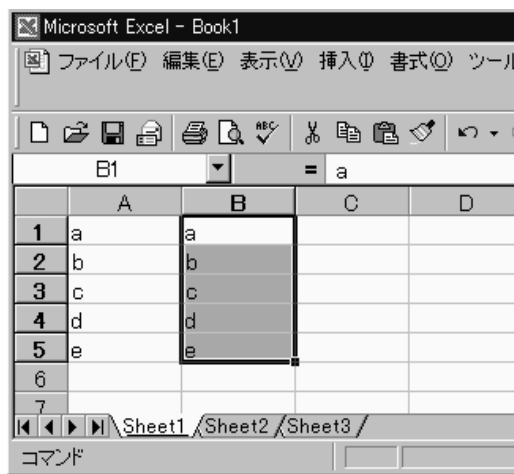 Microsoft Excel - Book1
ファイル(F) 編集(E) 表示(V) 挿入(I) 書式(O) ツール
ABC
B1 = a
A B C D
1 a a
2 b b
3 c c
4 d d
5 e e
6
7
Sheet1 Sheet2 Sheet3
コマンド